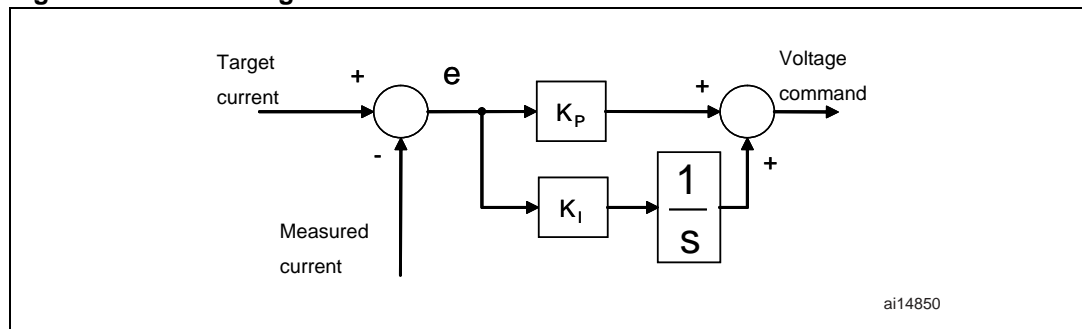 Target
current
+
-
e
K_P
K_I
1
s
+
+
Voltage
command
Measured
current
ai14850